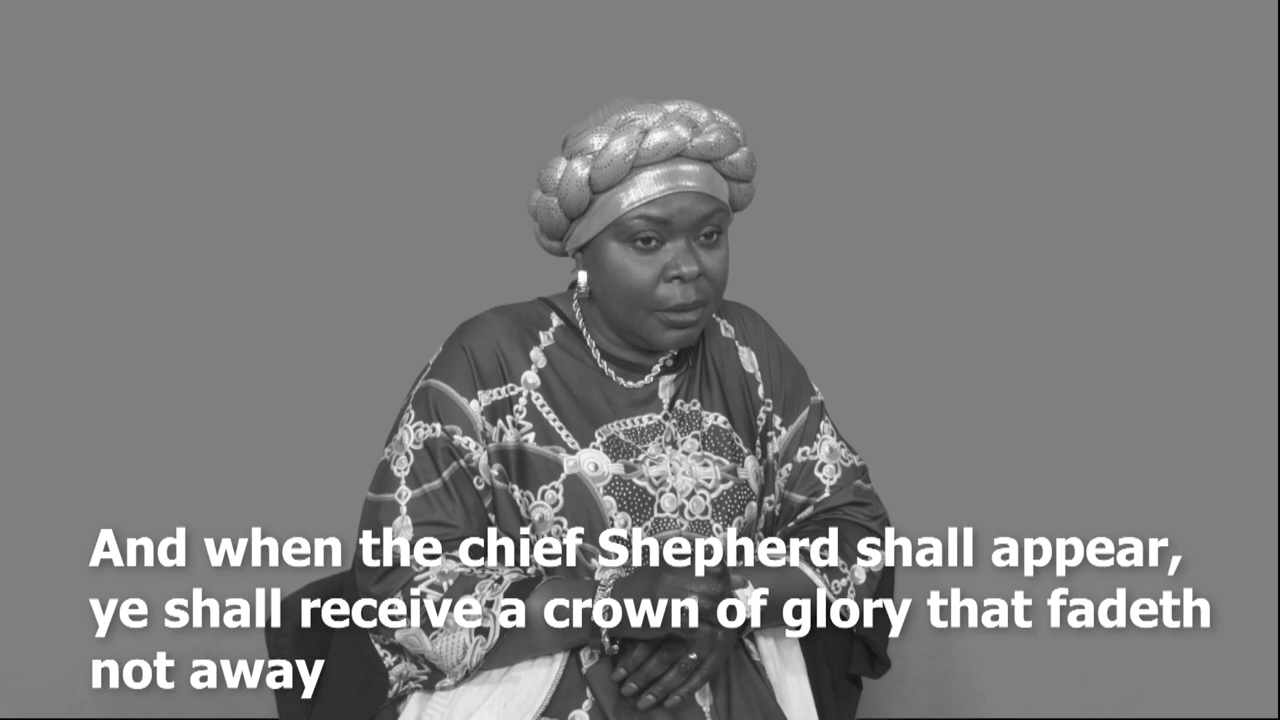 And when the chief Shepherd shall appear,
ye shall receive a crown of glory that fadeth
not away